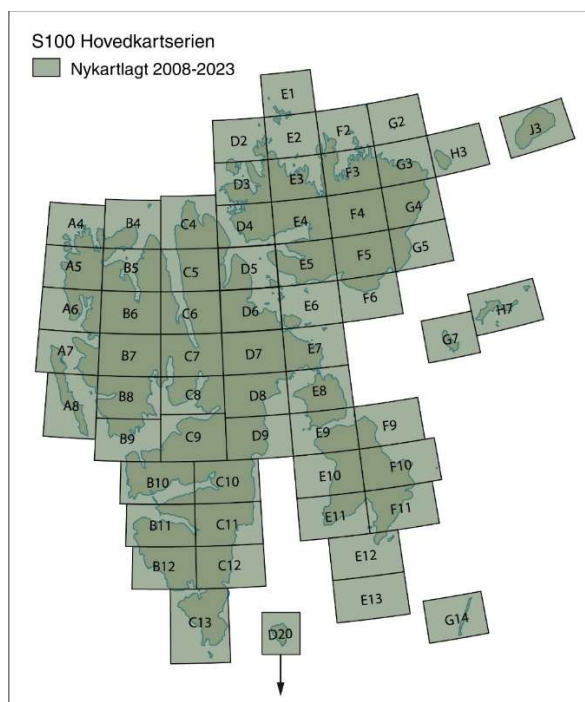 S100 Hovedkartserien
Nykartlagt 2008-2023
E1
D2 E2 F2 G2
J3
D3 E3 F3 G3 H3
A4 B4 C4 D4 E4 F4 G4
A5 B5 C5 D5 E5 F5 G5
A6 B6 C6 D6 E6 F6
H7
A7 B7 C7 D7 E7 G7
A8 B8 C8 D8 E8
B9 C9 D9 E9 F9
B10 C10 E10 F10
B11 C11 E11 F11
B12 C12 E12
C13 E13
D20 G14